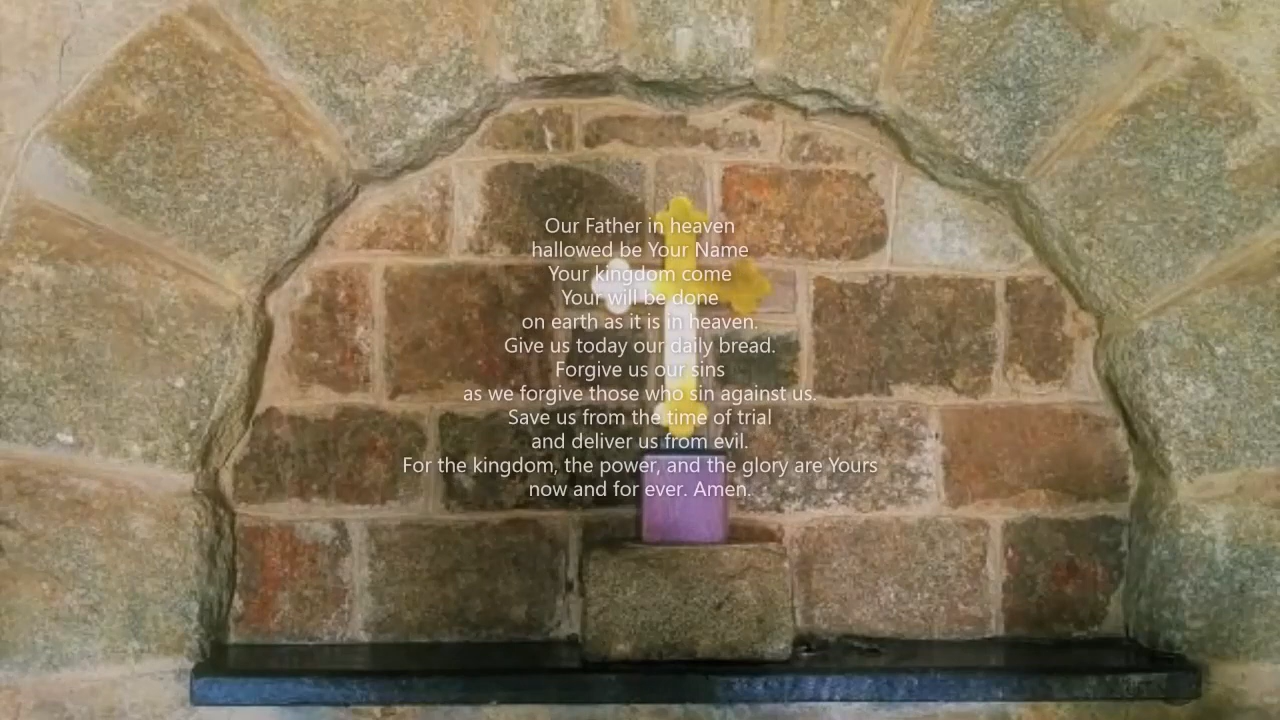 Our Father in heaven
hallowed be Your Name
Your kingdom come
Your will be done
on earth as it is in heaven.
Give us today our daily bread.
Forgive us our sins
as we forgive those who sin against us.
Save us from the time of trial
and deliver us from evil.
For the kingdom, the power, and the glory are Yours
now and for ever. Amen.